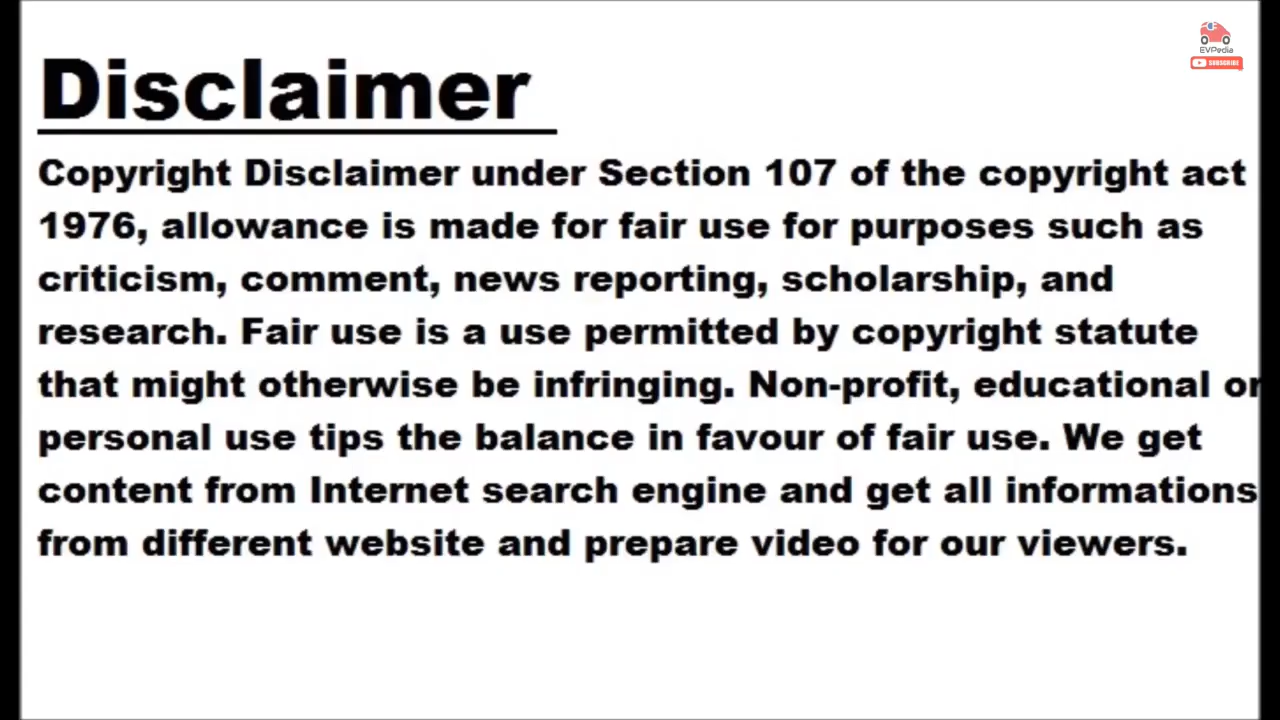 EVPedia
SUBSCRIBE
Disclaimer
Copyright Disclaimer under Section 107 of the copyright act
1976, allowance is made for fair use for purposes such as
criticism, comment, news reporting, scholarship, and
research. Fair use is a use permitted by copyright statute
that might otherwise be infringing. Non-profit, educational or
personal use tips the balance in favour of fair use. We get
content from Internet search engine and get all informations
from different website and prepare video for our viewers.